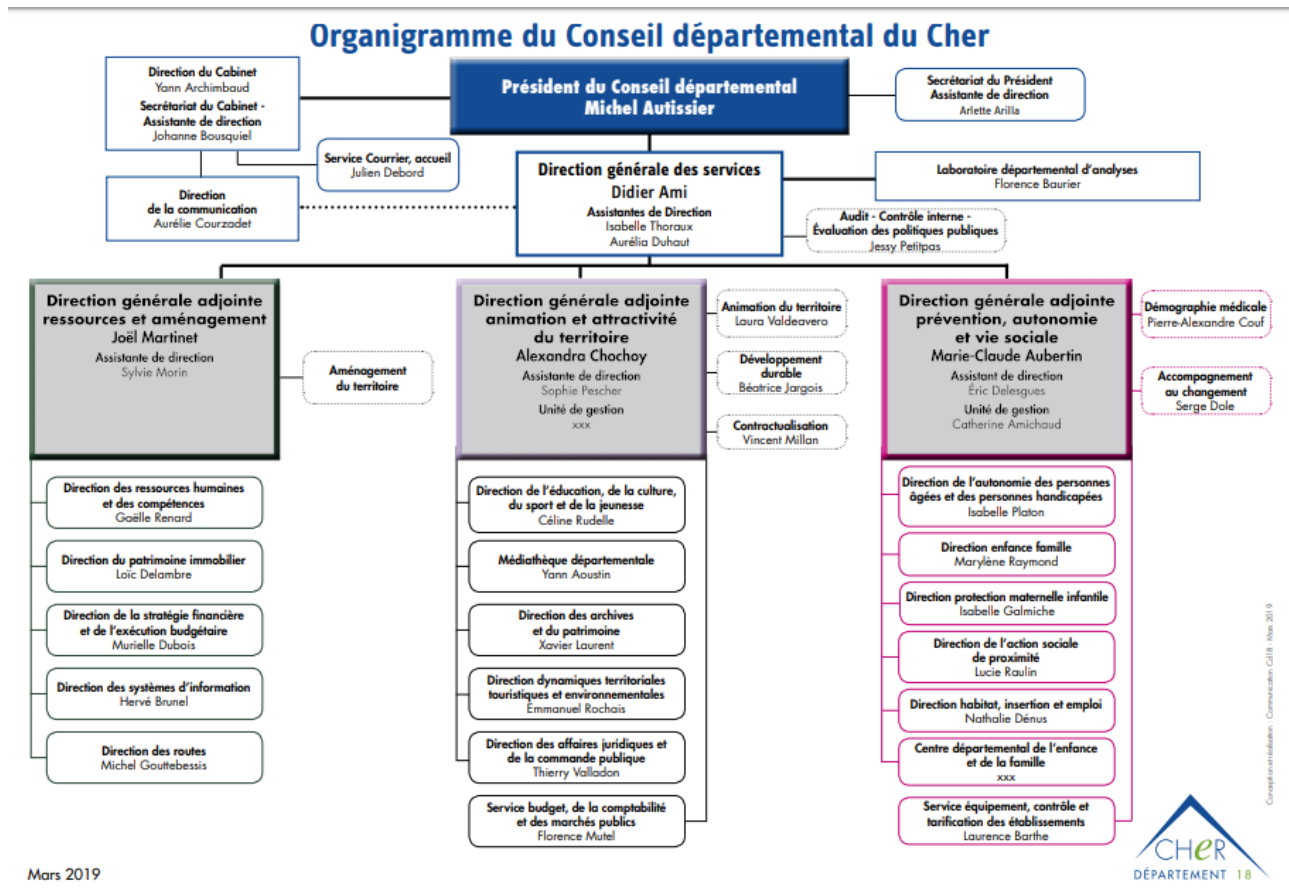 Organigramme du Conseil départemental du Cher
Direction du Cabinet
Yann Archimbaud
Secrétariat du Cabinet -
Assistante de direction
Johanne Bousquiel
Président du Conseil départemental
Michel Autissier
Secrétariat du Président
Assistante de direction
Arlette Arilla
Service Courrier, accueil
Julien Debord
Direction
de la communication
Aurélie Courzadet
Direction générale des services
Didier Ami
Assistantes de Direction
Isabelle Thoraux
Aurélia Duhaut
Laboratoire départemental d'analyses
Florence Baurier
Audit - Contrôle interne -
Évaluation des politiques publiques
Jessy Petitpas
Direction générale adjointe
ressources et aménagement
Joël Martinet
Assistante de direction
Sylvie Morin
Aménagement
du territoire
Direction des ressources humaines
et des compétences
Gaëlle Renard
Direction du patrimoine immobilier
Loïc Delambre
Direction de la stratégie financière
et de l'exécution budgétaire
Murielle Dubois
Direction des systèmes d'information
Hervé Brunel
Direction des routes
Michel Gouttebessis
Direction générale adjointe
animation et attractivité
du territoire
Alexandra Chochoy
Assistante de direction
Sophie Pescher
Unité de gestion
xxx
Animation du territoire
Laura Valdeavero
Développement
durable
Béatrice Jargois
Contractualisation
Vincent Millan
Direction de l'éducation, de la culture,
du sport et de la jeunesse
Céline Rudelle
Médiathèque départementale
Yann Aoustin
Direction des archives
et du patrimoine
Xavier Laurent
Direction dynamiques territoriales
touristiques et environnementales
Emmanuel Rochais
Direction des affaires juridiques et
de la commande publique
Thierry Valladon
Service budget, de la comptabilité
et des marchés publics
Florence Mutel
Direction générale adjointe
prévention, autonomie
et vie sociale
Marie-Claude Aubertin
Assistant de direction
Éric Delesgues
Unité de gestion
Catherine Amichaud
Démographie médicale
Pierre-Alexandre Couf
Accompagnement
au changement
Serge Dole
Direction de l'autonomie des personnes
âgées et des personnes handicapées
Isabelle Platon
Direction enfance famille
Marylène Raymond
Direction protection maternelle infantile
Isabelle Galmiche
Direction de l'action sociale
de proximité
Lucie Raulin
Direction habitat, insertion et emploi
Nathalie Dénus
Centre départemental de l'enfance
et de la famille
xxx
Service équipement, contrôle et
tarification des établissements
Laurence Barthe
Conception et réalisation : Communication Cd18 - Mars 2019
CHeR
DÉPARTEMENT 18
Mars 2019